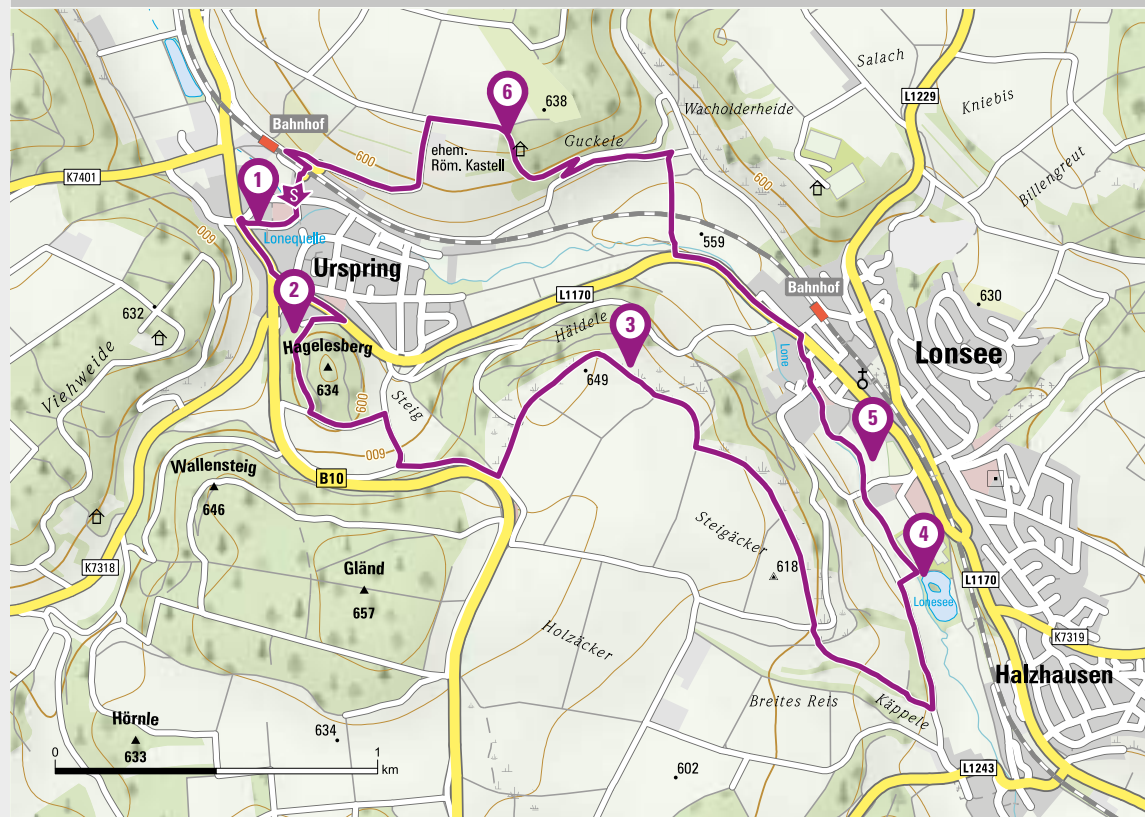 Salach
L1229
Kniebis
6
638
Wacholderheide
Bahnhof
Guckele
ehem.
Röm. Kastell
600
600
K7401
1
S
Billengreut
009
Lonequelle
559
Urspring
2
L1170
Bahnhof
630
632
Häldele
3
Hagelesberg
634
Lonsee
Lone
649
Viehweide
009
Steig
5
009
Wallensteig
646
B10
Steigäcker
4
K7318
Gländ
657
618
L1170
Lonesee
Holzäcker
K7319
Halzhausen
Breites Reis
Käppele
Hörnle
633
634
0
1
km
602
L1243